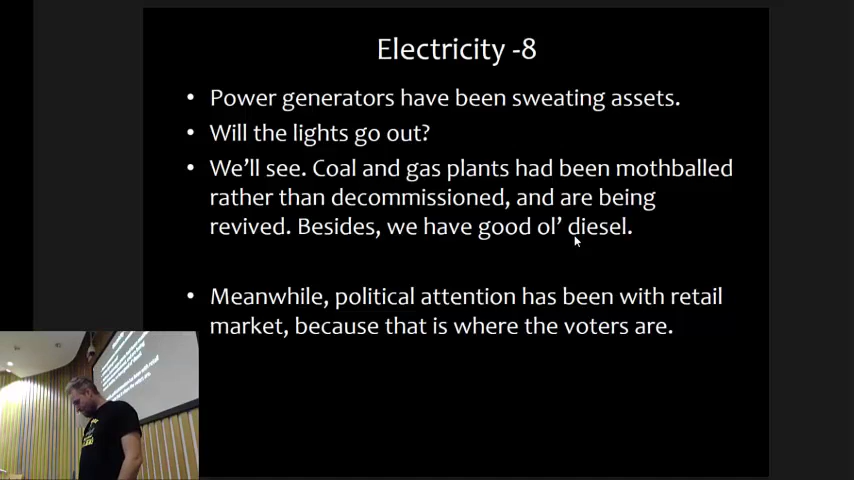 Electricity -8
• Power generators have been sweating assets.
• Will the lights go out?
• We'll see. Coal and gas plants had been mothballed
rather than decommissioned, and are being
revived. Besides, we have good ol' diesel.
• Meanwhile, political attention has been with retail
market, because that is where the voters are.